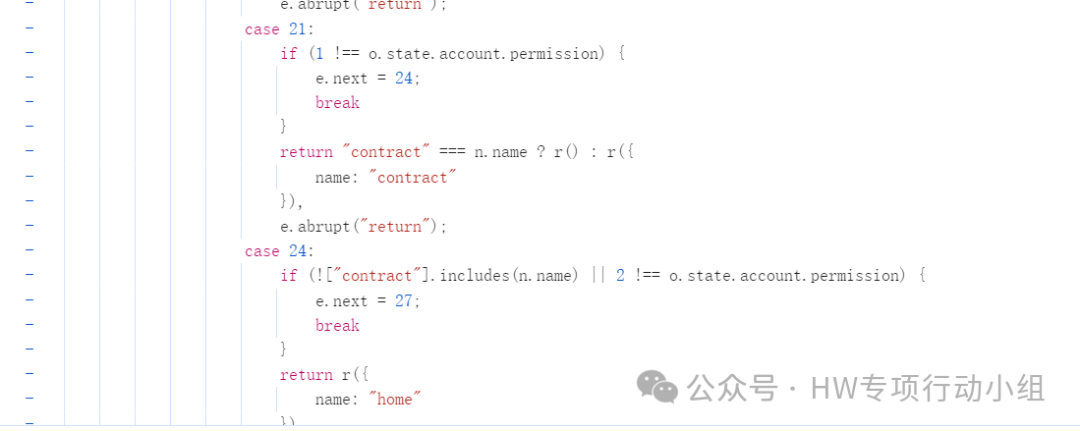 e.abrupt("return");
case 21:
if (1 !== o.state.account.permission) {
e.next = 24;
break
}
return "contract" === n.name ? r() : r({
name: "contract"
}),
e.abrupt("return");
case 24:
if (!["contract"].includes(n.name) || 2 !== o.state.account.permission) {
e.next = 27;
break
}
return r({
name: "home"
})
公众号 · HW专项行动小组